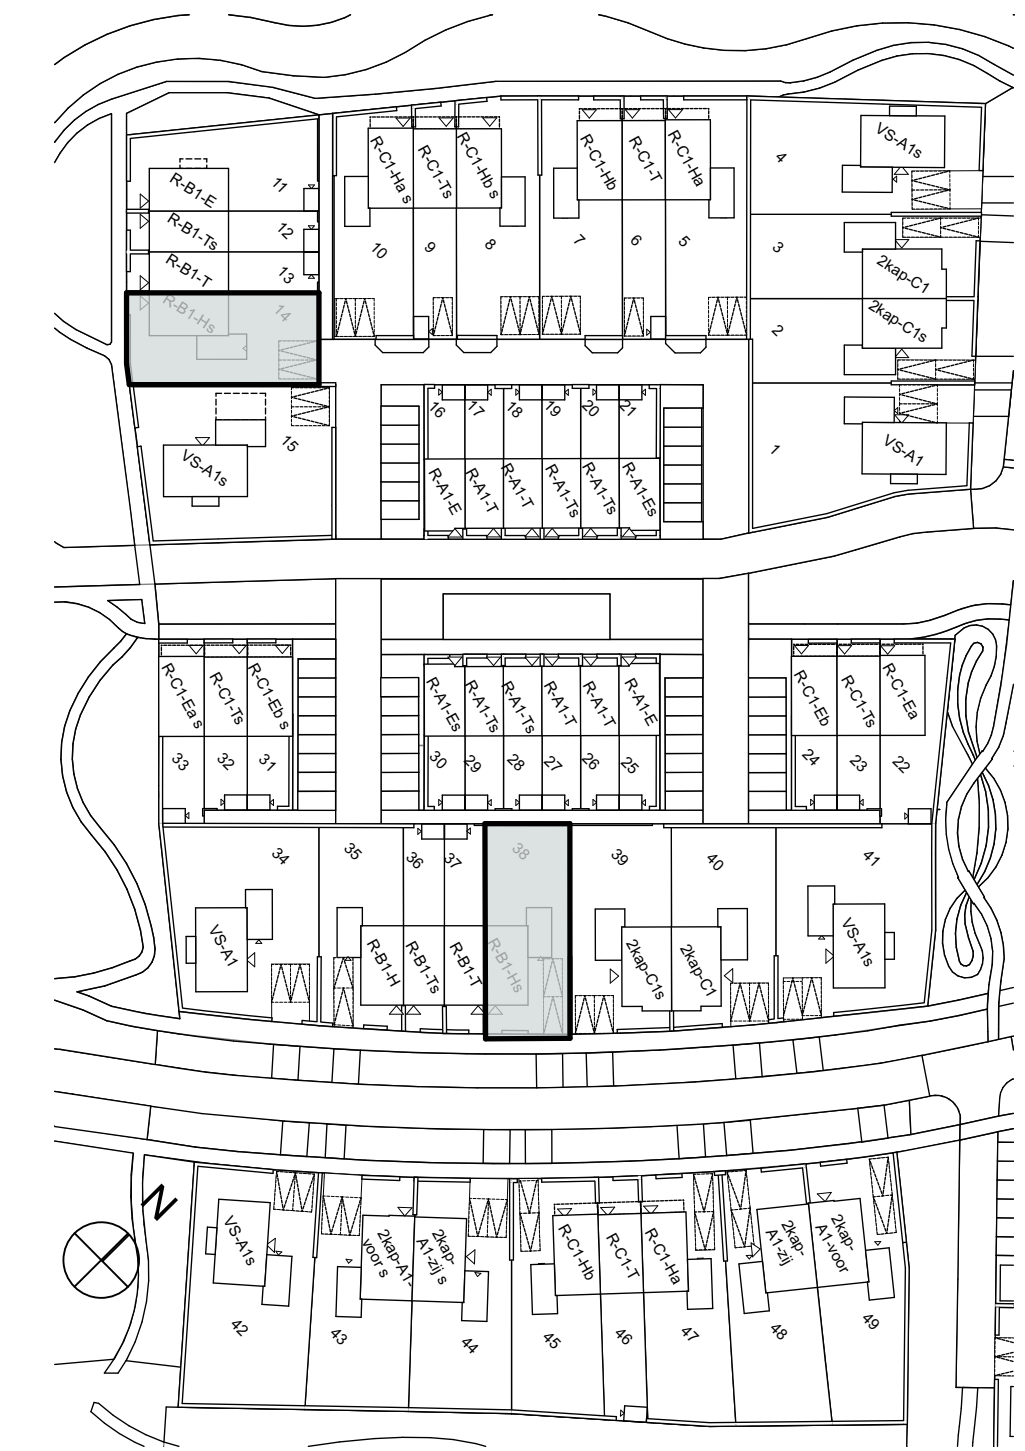 R-C1-Ha s
R-C1-Ts
R-C1-Hb s
R-C1-Hb
R-C1-T
R-C1-Ha
4
VS-A1s
R-B1-E
11
R-B1-Ts
12
R-B1-T
13
R-B1-Hs
14
10
9
8
7
6
5
3
2kap-C1
2kap-C1s
2
VS-A1s
15
16
17
18
19
20
21
R-A1-E
R-A1-T
R-A1-T
R-A1-Ts
R-A1-Ts
R-A1-Es
1
VS-A1
R-C1-Ea s
R-C1-Ts
R-C1-Eb s
R-A1-Es
R-A1-Ts
R-A1-Ts
R-A1-T
R-A1-T
R-A1-E
R-C1-Eb
R-C1-Ts
R-C1-Ea
33
32
31
30
29
28
27
26
25
24
23
22
34
35
36
37
38
39
40
41
VS-A1
R-B1-H
R-B1-Ts
R-B1-T
R-B1-Hs
2kap-C1s
2kap-C1
VS-A1s
N
VS-A1s
2kap-A1-
voor s
2kap-
A1-zij s
R-C1-Hb
R-C1-T
R-C1-Ha
2kap-
A1-zij
2kap-
A1-voor
42
43
44
45
46
47
48
49